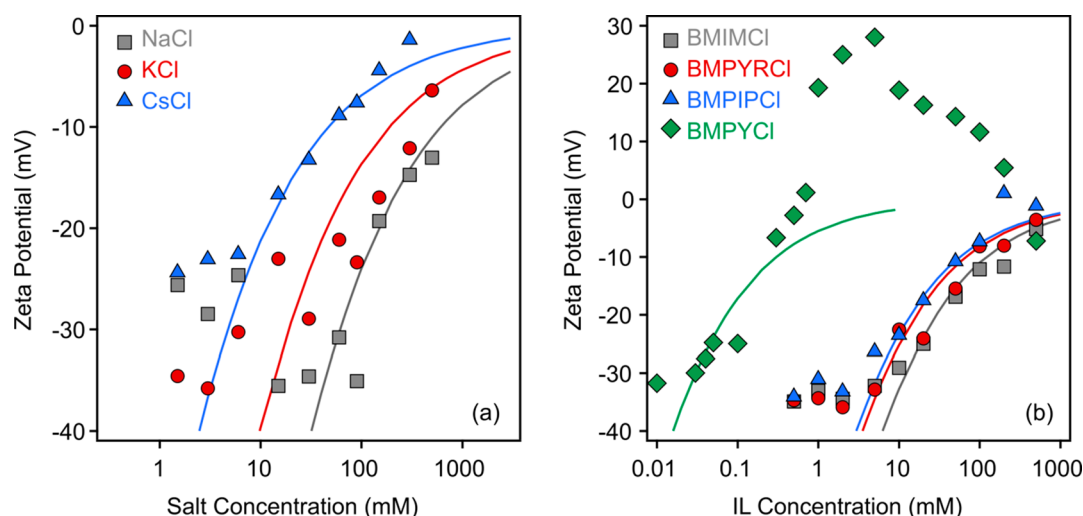 0
-10
-20
-30
-40
Zeta Potential (mV)
NaCl
KCl
CsCl
(a)
1
10
100
1000
Salt Concentration (mM)
30
20
10
0
-10
-20
-30
-40
Zeta Potential (mV)
BMIMCl
BMPYRCl
BMPIPCl
BMPYCl
(b)
0.01
0.1
1
10
100
1000
IL Concentration (mM)